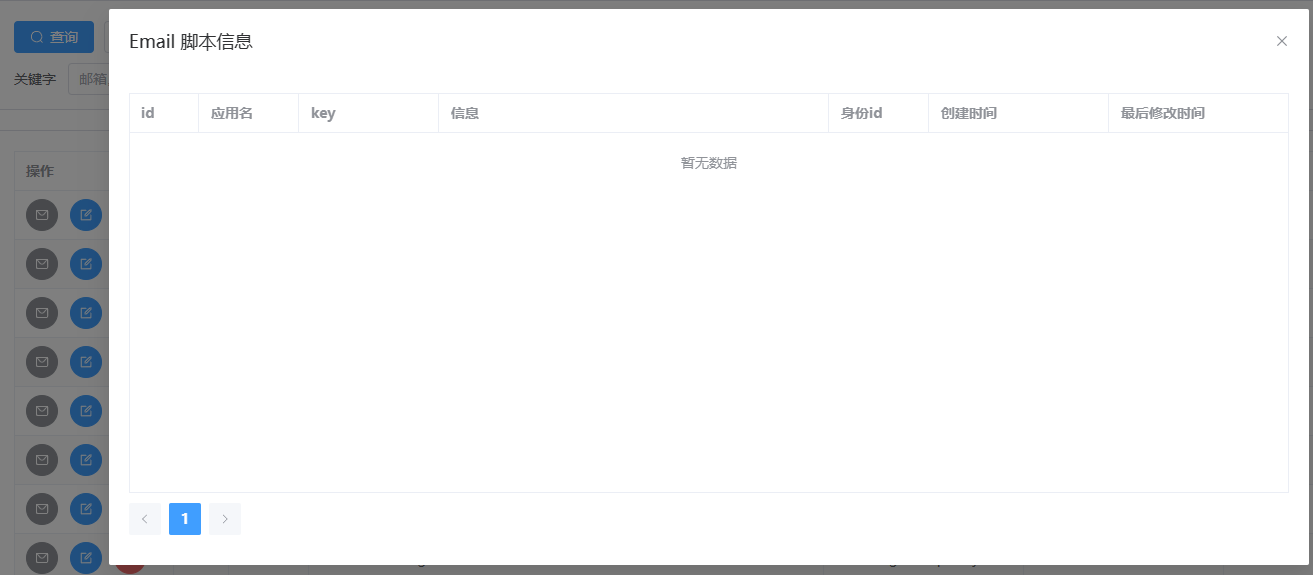 查询
Email 脚本信息
关键字 邮箱
id 应用名 key 信息 身份id 创建时间 最后修改时间
暂无数据
操作
1